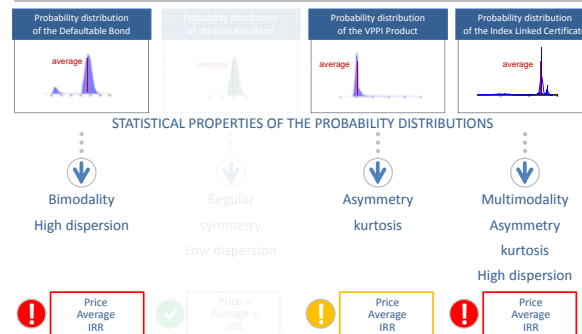 Probability distribution
of the Defaultable Bond
average
Probability distribution
of the Low Risk Bond
Probability distribution
of the VPPI Product
average
Probability distribution
of the Index Linked Certificate
average
STATISTICAL PROPERTIES OF THE PROBABILITY DISTRIBUTIONS
Bimodality
High dispersion
Regular
symmetry
Low dispersion
Asymmetry
kurtosis
Multimodality
Asymmetry
kurtosis
High dispersion
Price
Average
IRR
Price ≈
Average ≈
IRR
Price
Average
IRR
Price
Average
IRR